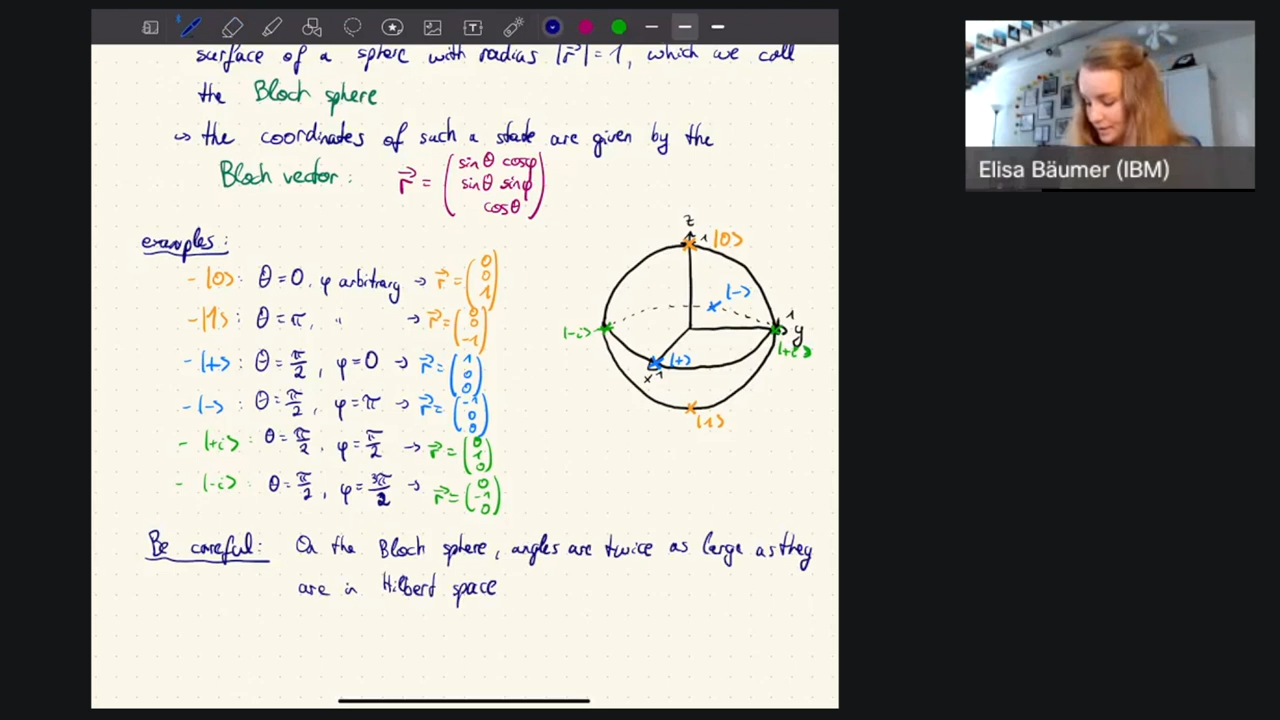 surface of a sphere with radius |r⃗| = 1, which we call
the Bloch sphere
↪ the coordinates of such a state are given by the
Bloch vector: r⃗ = (sinθ cosφ
sinθ sinφ
cosθ)
examples:
- |0>: θ = 0, φ arbitrary → r⃗ = (0 0 1)
- |1>: θ = π, " → r⃗ = (0 0 -1)
- |+>: θ = π/2, φ = 0 → r⃗ = (1 0 0)
- |->: θ = π/2, φ = π → r⃗ = (-1 0 0)
- |+i>: θ = π/2, φ = π/2 → r⃗ = (0 1 0)
- |-i>: θ = π/2, φ = 3π/2 → r⃗ = (0 -1 0)
z
1 |0>
|->
|-i>
1
y
|+i>
|+>
x 1
|1>
Be careful: On the Bloch sphere, angles are twice as large as they
are in Hilbert space
Elisa Bäumer (IBM)